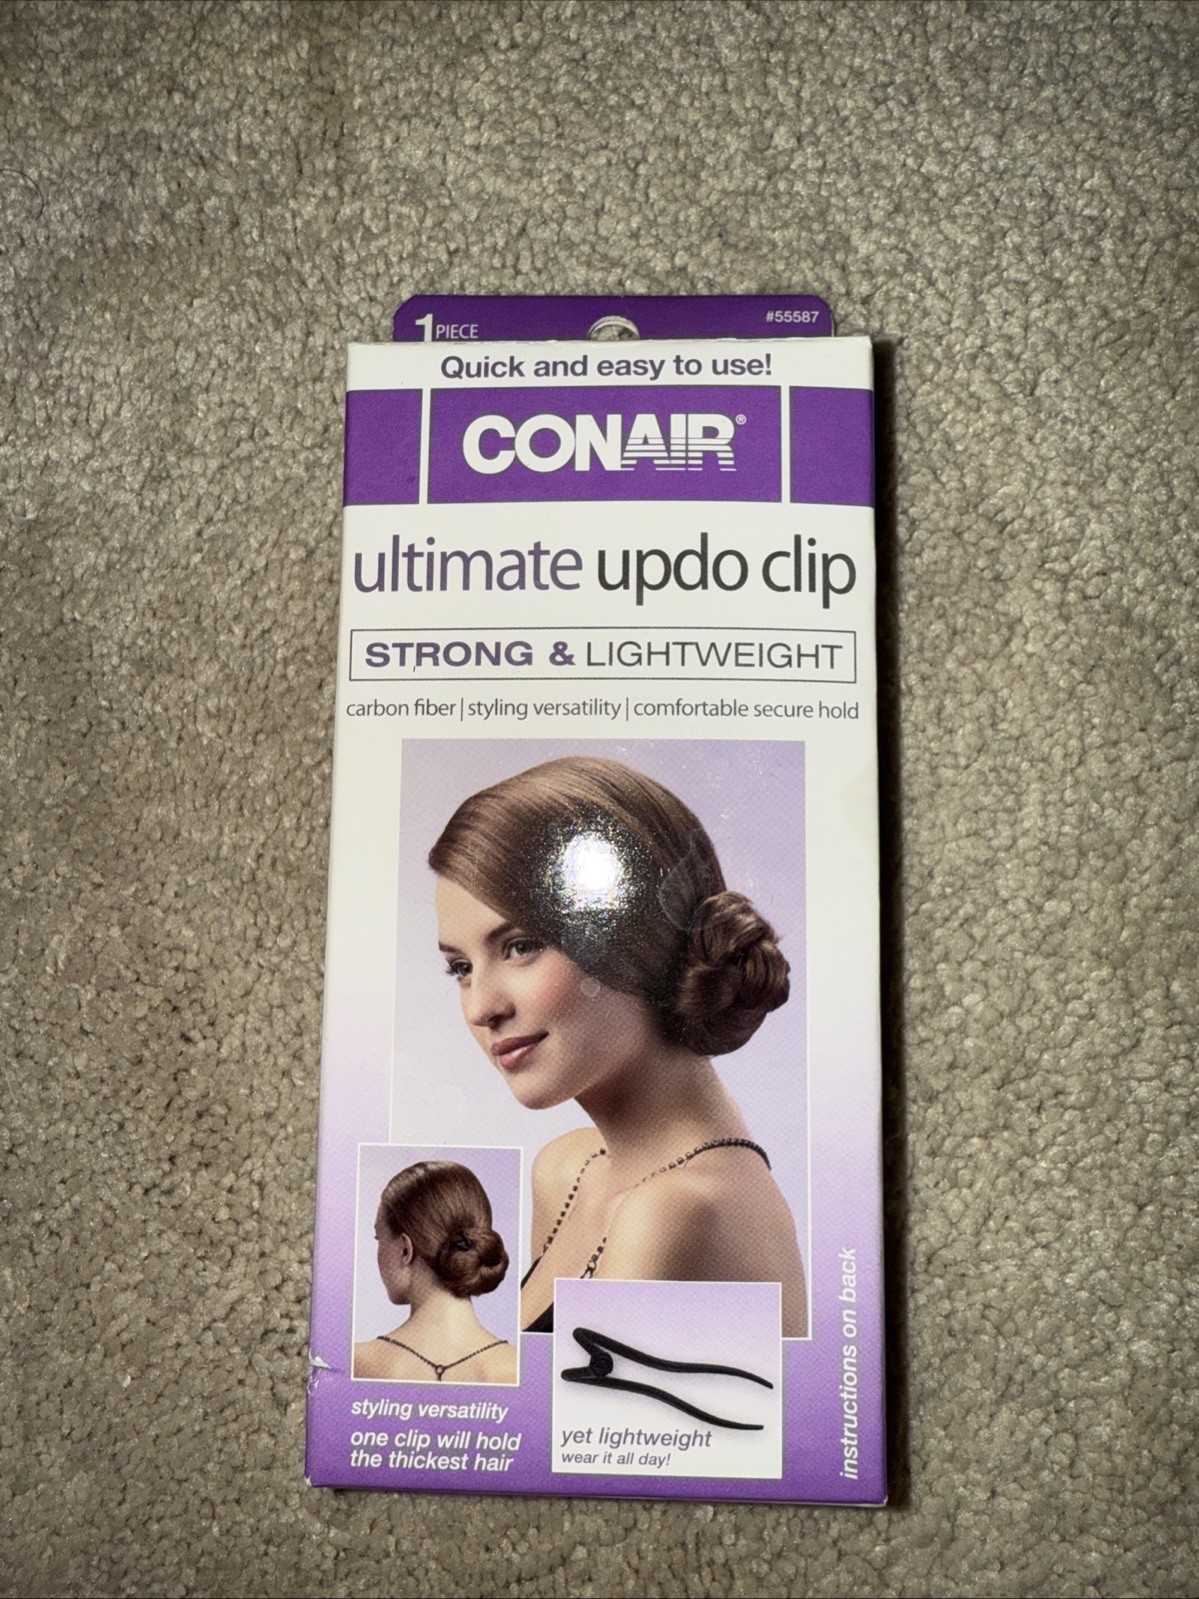 1 PIECE
#55587
Quick and easy to use!
CONAIR®
ultimate updo clip
STRONG & LIGHTWEIGHT
carbon fiber | styling versatility | comfortable secure hold
styling versatility
one clip will hold
the thickest hair
yet lightweight
wear it all day!
instructions on back